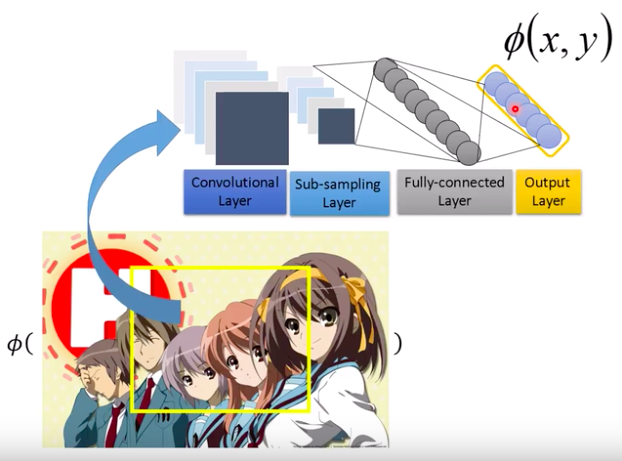 ϕ(x, y)
Convolutional
Layer
Sub-sampling
Layer
Fully-connected
Layer
Output
Layer
H
ϕ( )